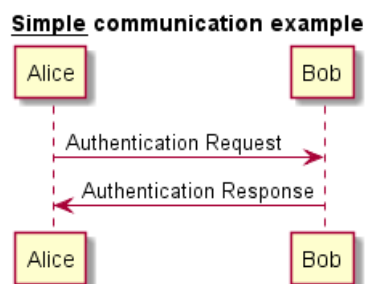 Simple communication example
Alice Bob
Authentication Request
Authentication Response
Alice Bob